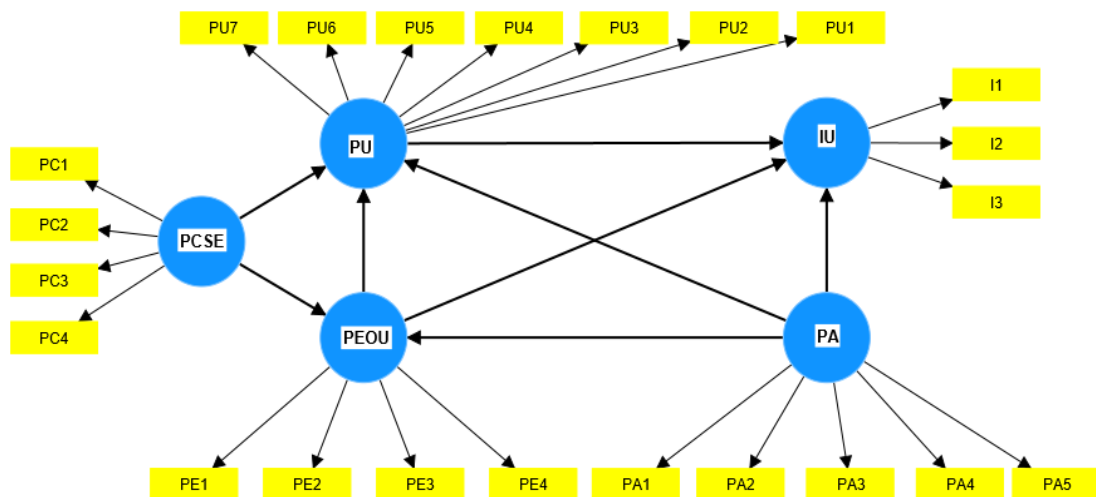 PU7
PU6
PU5
PU4
PU3
PU2
PU1
I1
PU
IU
I2
PC1
I3
PC2
PCSE
PC3
PC4
PEOU
PA
PE1
PE2
PE3
PE4
PA1
PA2
PA3
PA4
PA5